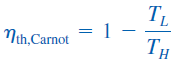 η_th,Carnot = 1 − T_L / T_H